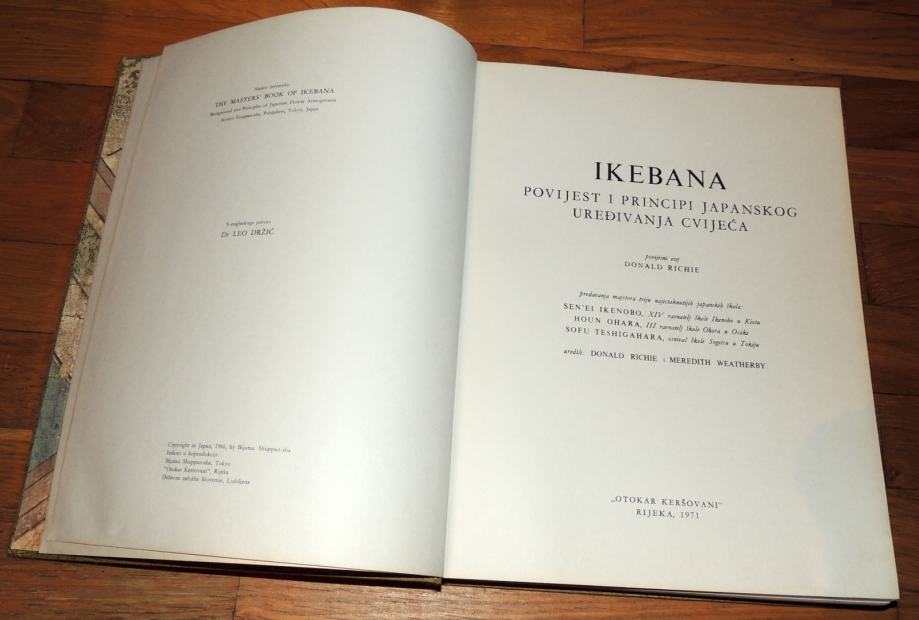 Naslov izvornika:
THE MASTERS' BOOK OF IKEBANA
Background and Principles of Japanese Flower Arrangement
Bijutsu Shuppan-sha, Publishers, Tokyo, Japan
S engleskoga preveo
Dr LEO DRŽIĆ
Copyright in Japan, 1966, by Bijutsu Shuppan-sha
Izdano u koprodukciji:
Bijutsu Shuppan-sha, Tokyo
"Otokar Keršovani", Rijeka
Državna založba Slovenije, Ljubljana
IKEBANA
POVIJEST I PRINCIPI JAPANSKOG
UREĐIVANJA CVIJEĆA
povijesni esej
DONALD RICHIE
predavanja majstora triju najistaknutijih japanskih škola:
SEN'EI IKENOBO, XIV ravnatelj škole Ikenobo u Kiotu
HOUN OHARA, III ravnatelj škole Ohara u Osaki
SOFU TESHIGAHARA, osnivač škole Sogetsu u Tokiju
uredili: DONALD RICHIE i MEREDITH WEATHERBY
„OTOKAR KERŠOVANI"
RIJEKA, 1971